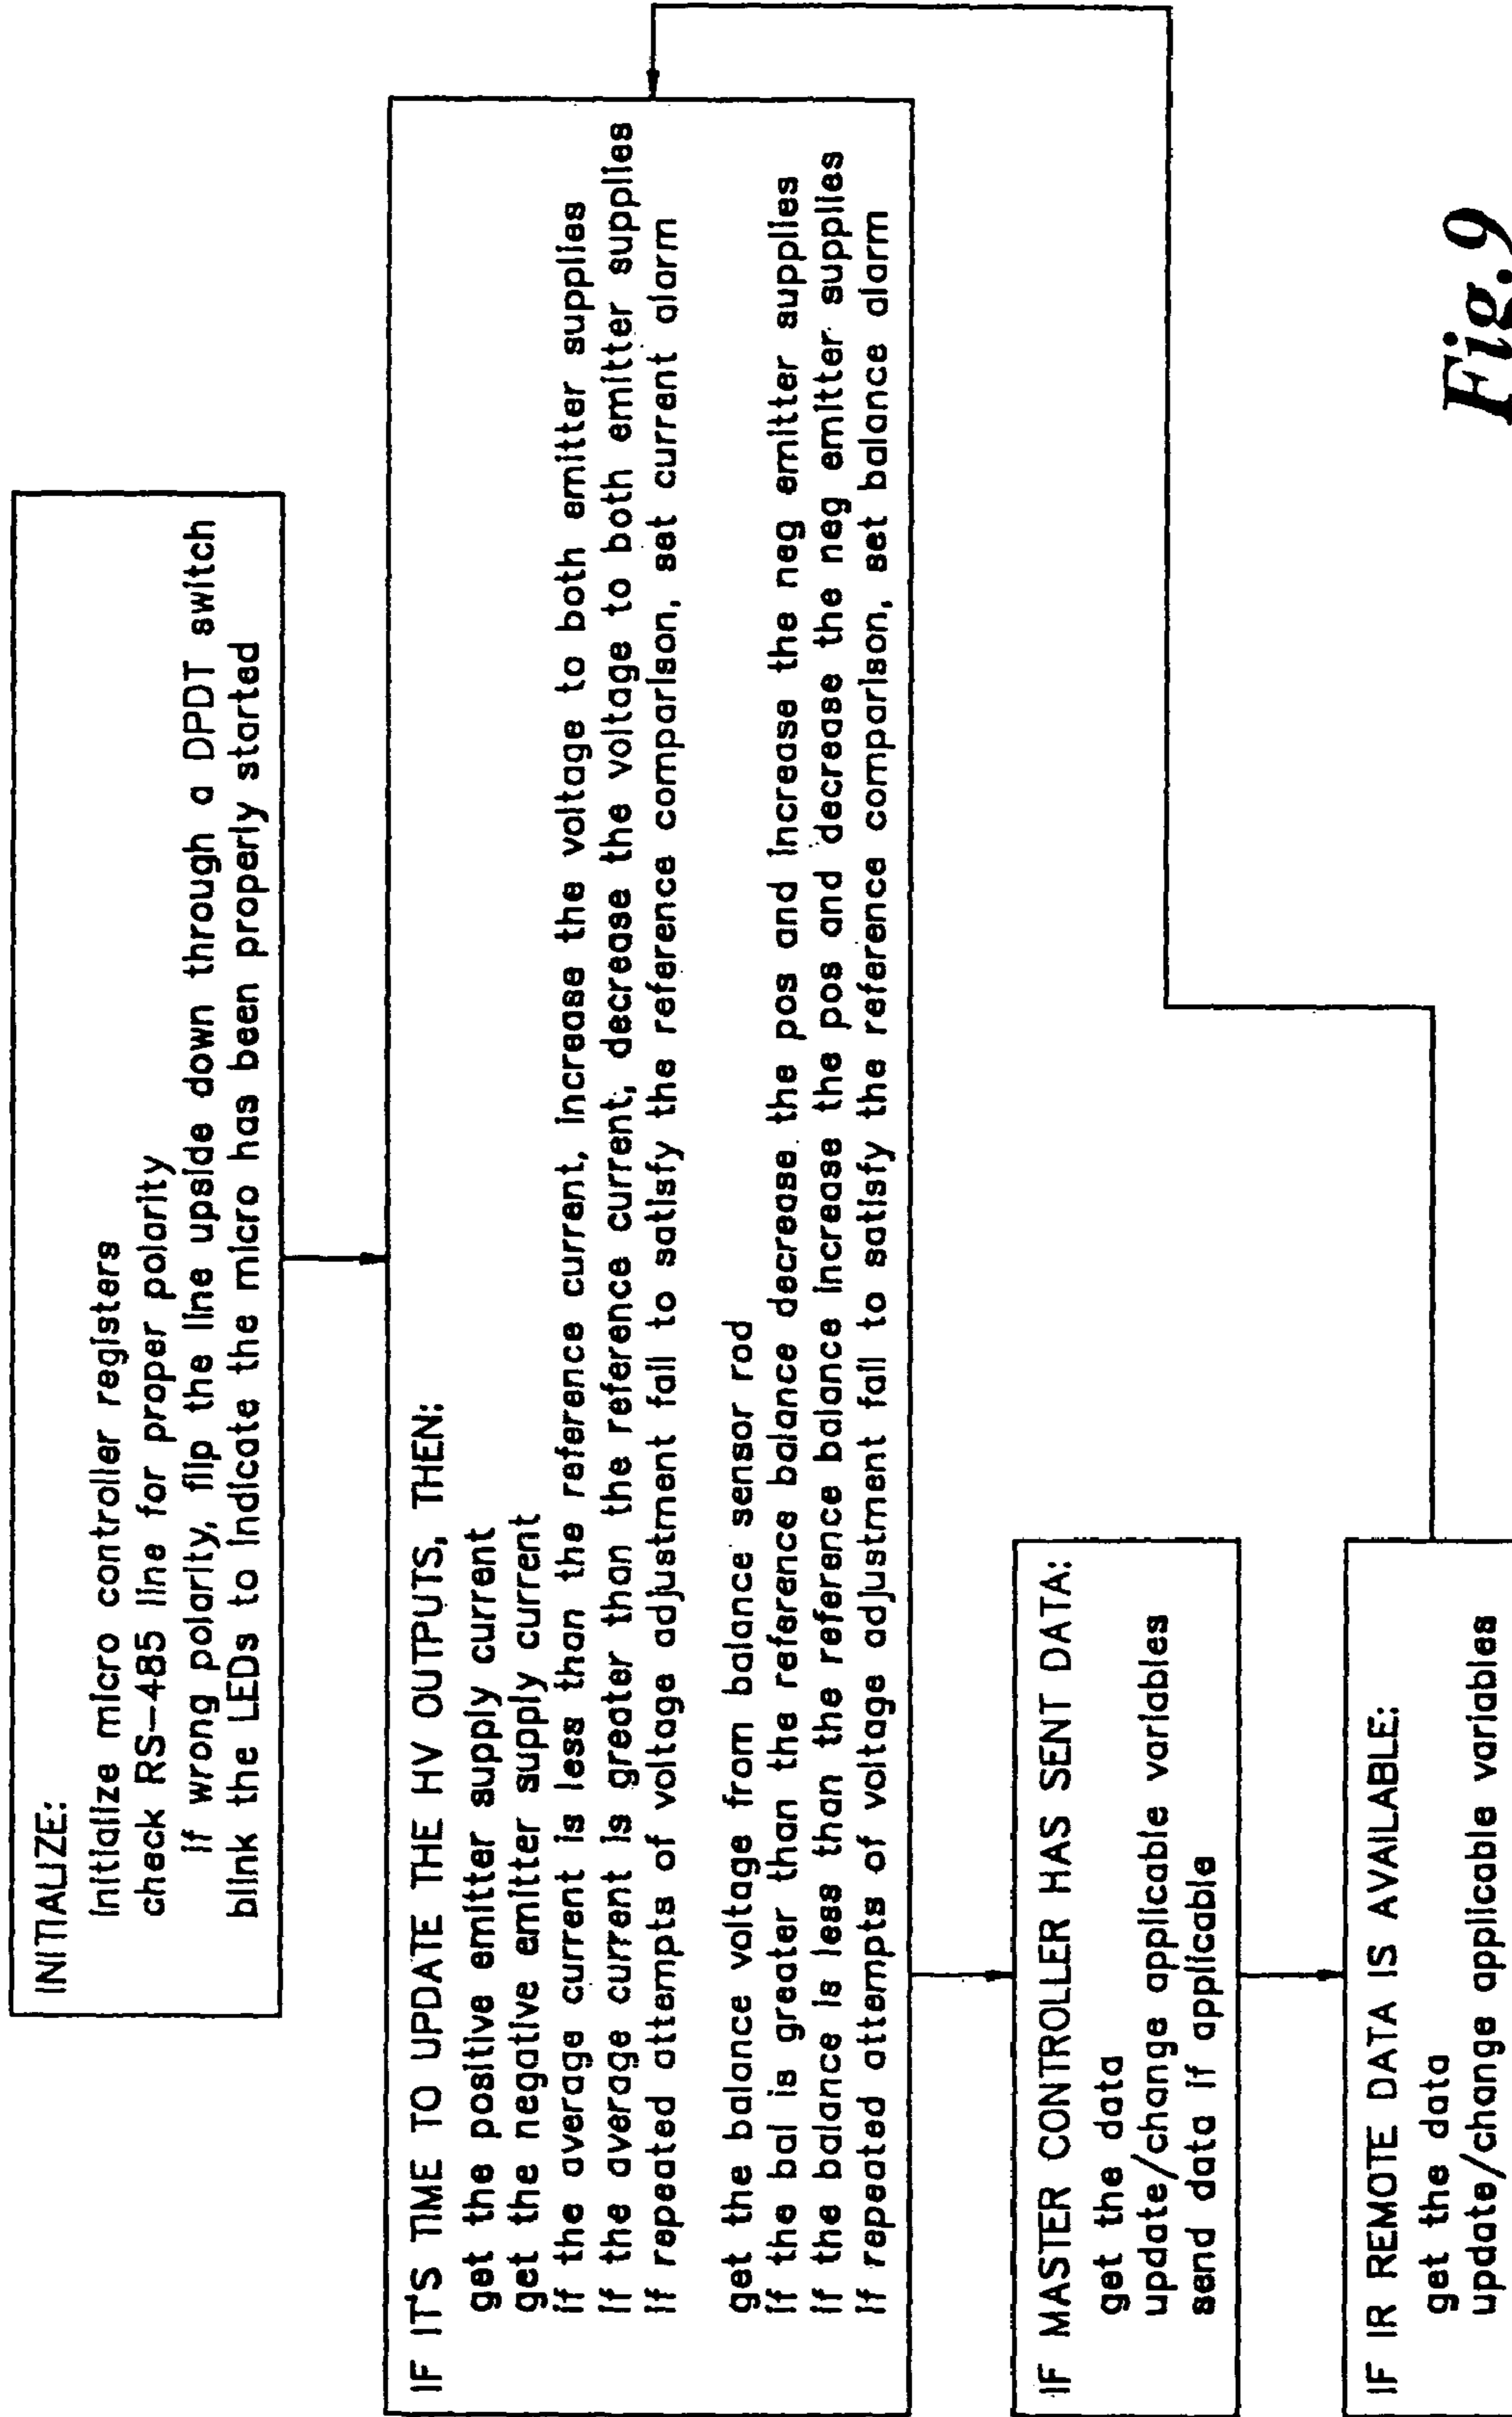 INITIALIZE:
Initialize micro controller registers
check RS-485 line for proper polarity
If wrong polarity, flip the line upside down through a DPDT switch
blink the LEDs to indicate the micro has been properly started
IF IT'S TIME TO UPDATE THE HV OUTPUTS, THEN:
get the positive emitter supply current
get the negative emitter supply current
if the average current is less than the reference current, increase the voltage to both emitter supplies
if the average current is greater than the reference current, decrease the voltage to both emitter supplies
if repeated attempts of voltage adjustment fail to satisfy the reference comparison, set current alarm
get the balance voltage from balance sensor rod
if the bal is greater than the reference balance decrease the pos and increase the neg emitter supplies
if the balance is less than the reference balance increase the pos and decrease the neg emitter supplies
if repeated attempts of voltage adjustment fail to satisfy the reference comparison, set balance alarm
IF MASTER CONTROLLER HAS SENT DATA:
get the data
update/change applicable variables
send data if applicable
IF IR REMOTE DATA IS AVAILABLE:
get the data
update/change applicable variables
Fig.9